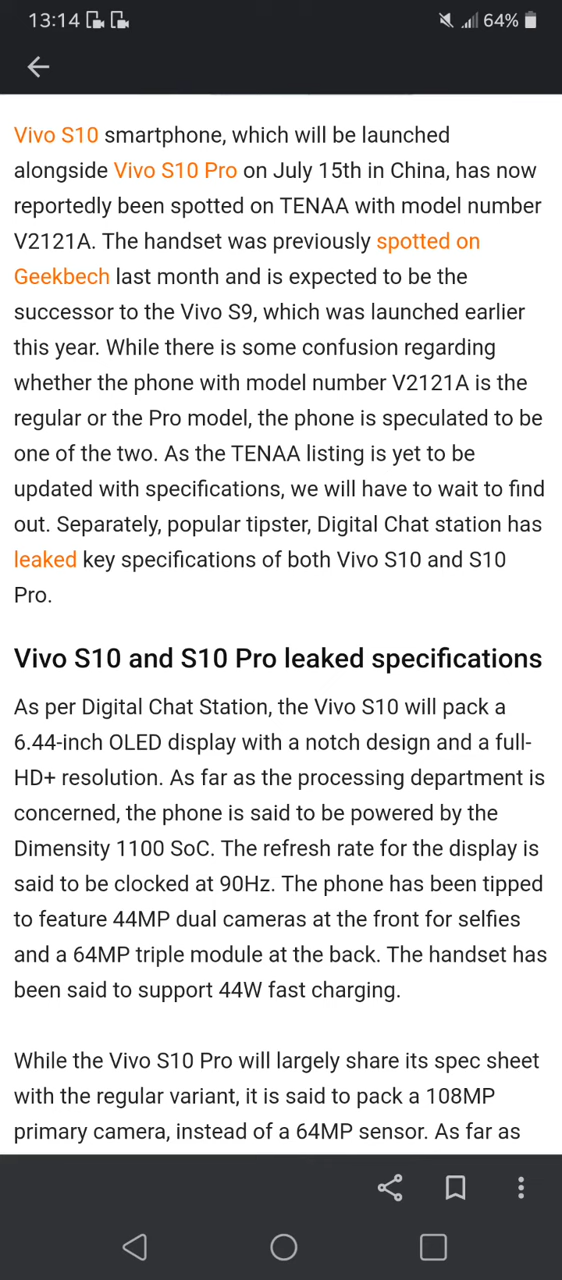 13:14
64%
Vivo S10 smartphone, which will be launched
alongside Vivo S10 Pro on July 15th in China, has now
reportedly been spotted on TENAA with model number
V2121A. The handset was previously spotted on
Geekbech last month and is expected to be the
successor to the Vivo S9, which was launched earlier
this year. While there is some confusion regarding
whether the phone with model number V2121A is the
regular or the Pro model, the phone is speculated to be
one of the two. As the TENAA listing is yet to be
updated with specifications, we will have to wait to find
out. Separately, popular tipster, Digital Chat station has
leaked key specifications of both Vivo S10 and S10
Pro.
Vivo S10 and S10 Pro leaked specifications
As per Digital Chat Station, the Vivo S10 will pack a
6.44-inch OLED display with a notch design and a full-
HD+ resolution. As far as the processing department is
concerned, the phone is said to be powered by the
Dimensity 1100 SoC. The refresh rate for the display is
said to be clocked at 90Hz. The phone has been tipped
to feature 44MP dual cameras at the front for selfies
and a 64MP triple module at the back. The handset has
been said to support 44W fast charging.
While the Vivo S10 Pro will largely share its spec sheet
with the regular variant, it is said to pack a 108MP
primary camera, instead of a 64MP sensor. As far as